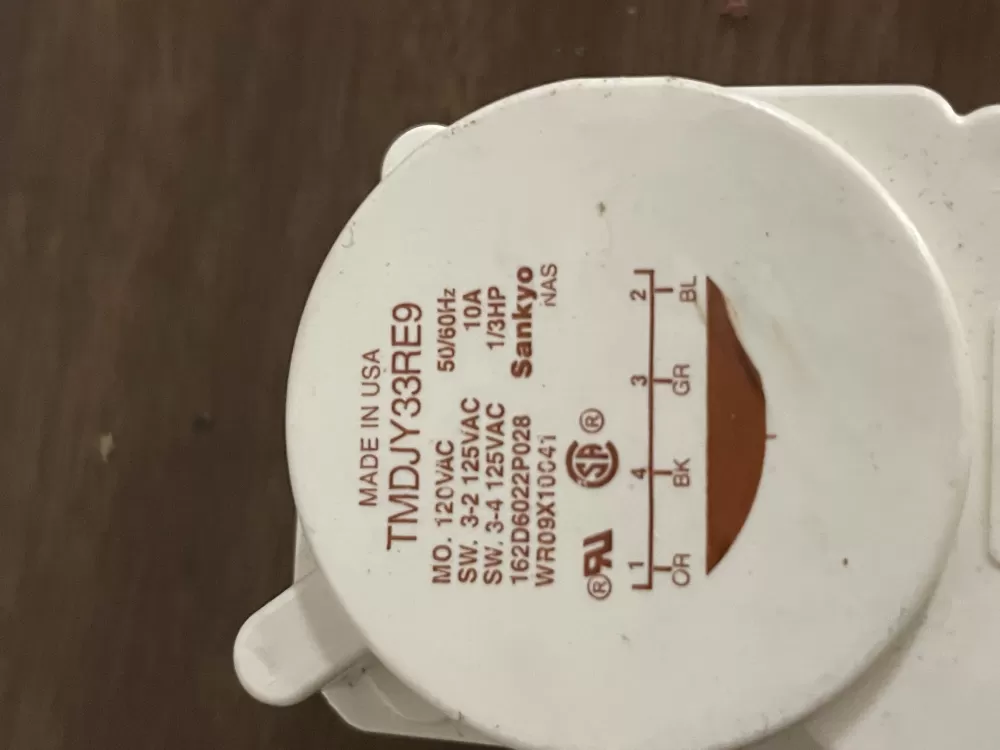 MADE IN USA
TMDJY33RE9
MO. 120VAC 50/60Hz
SW. 3-2 125VAC 10A
SW. 3-4 125VAC 1/3HP
162D6022P028 Sankyo
WR09X10041 NAS
® SA ®
1 4 3 2
OR BK GR BL